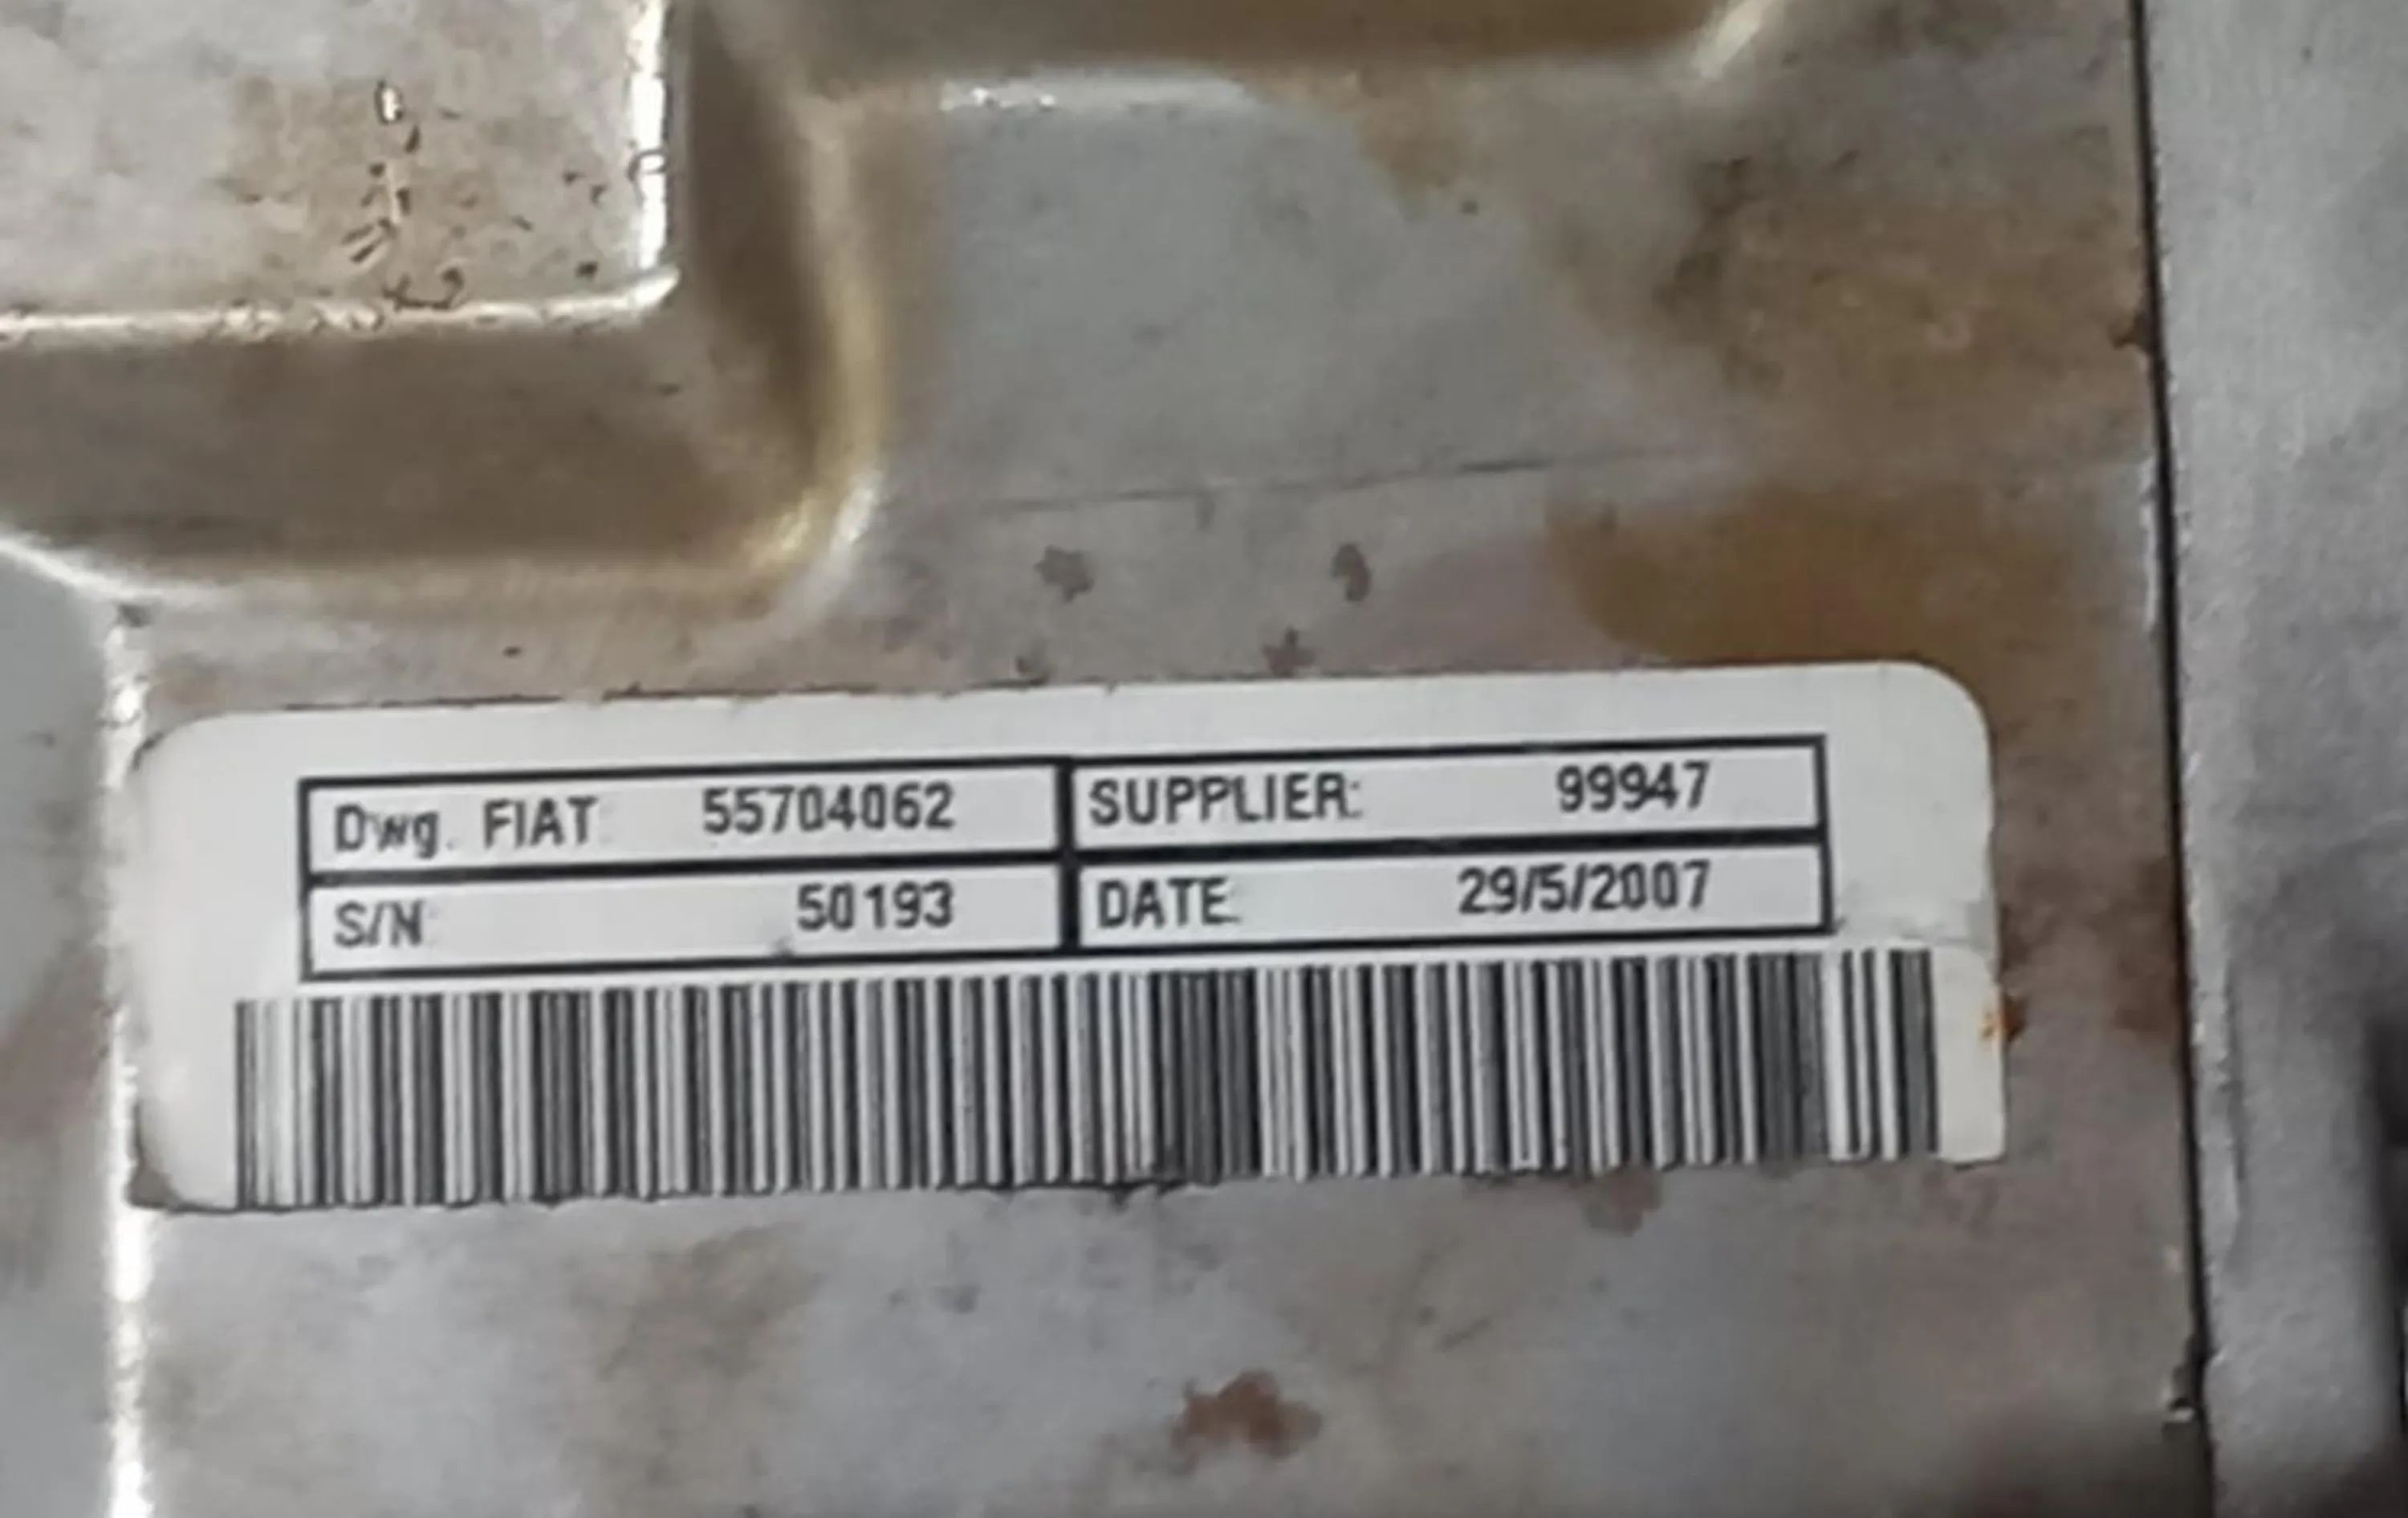 Dwg. FIAT: 55704062 SUPPLIER: 99947
S/N: 50193 DATE: 29/5/2007